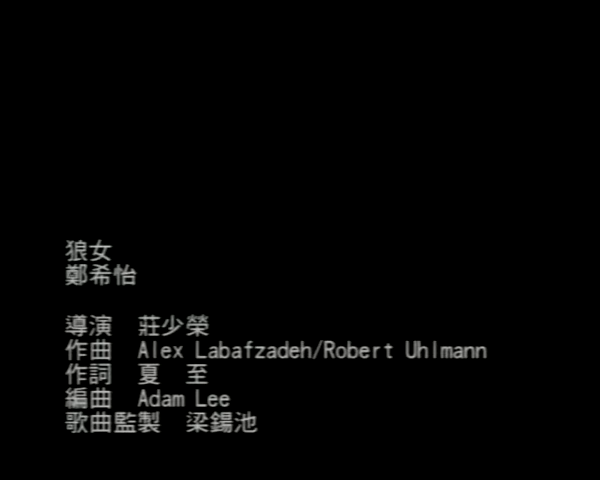 狼女
鄭希怡
導演 莊少榮
作曲 Alex Labafzadeh/Robert Uhlmann
作詞 夏 至
編曲 Adam Lee
歌曲監製 梁鍚池